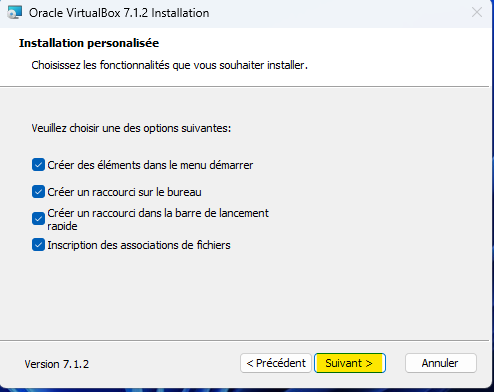 Oracle VirtualBox 7.1.2 Installation
Installation personalisée
Choisissez les fonctionnalités que vous souhaiter installer.
Veuillez choisir une des options suivantes:
Créer des éléments dans le menu démarrer
Créer un raccourci sur le bureau
Créer un raccourci dans la barre de lancement
rapide
Inscription des associations de fichiers
Version 7.1.2
< Précédent
Suivant >
Annuler